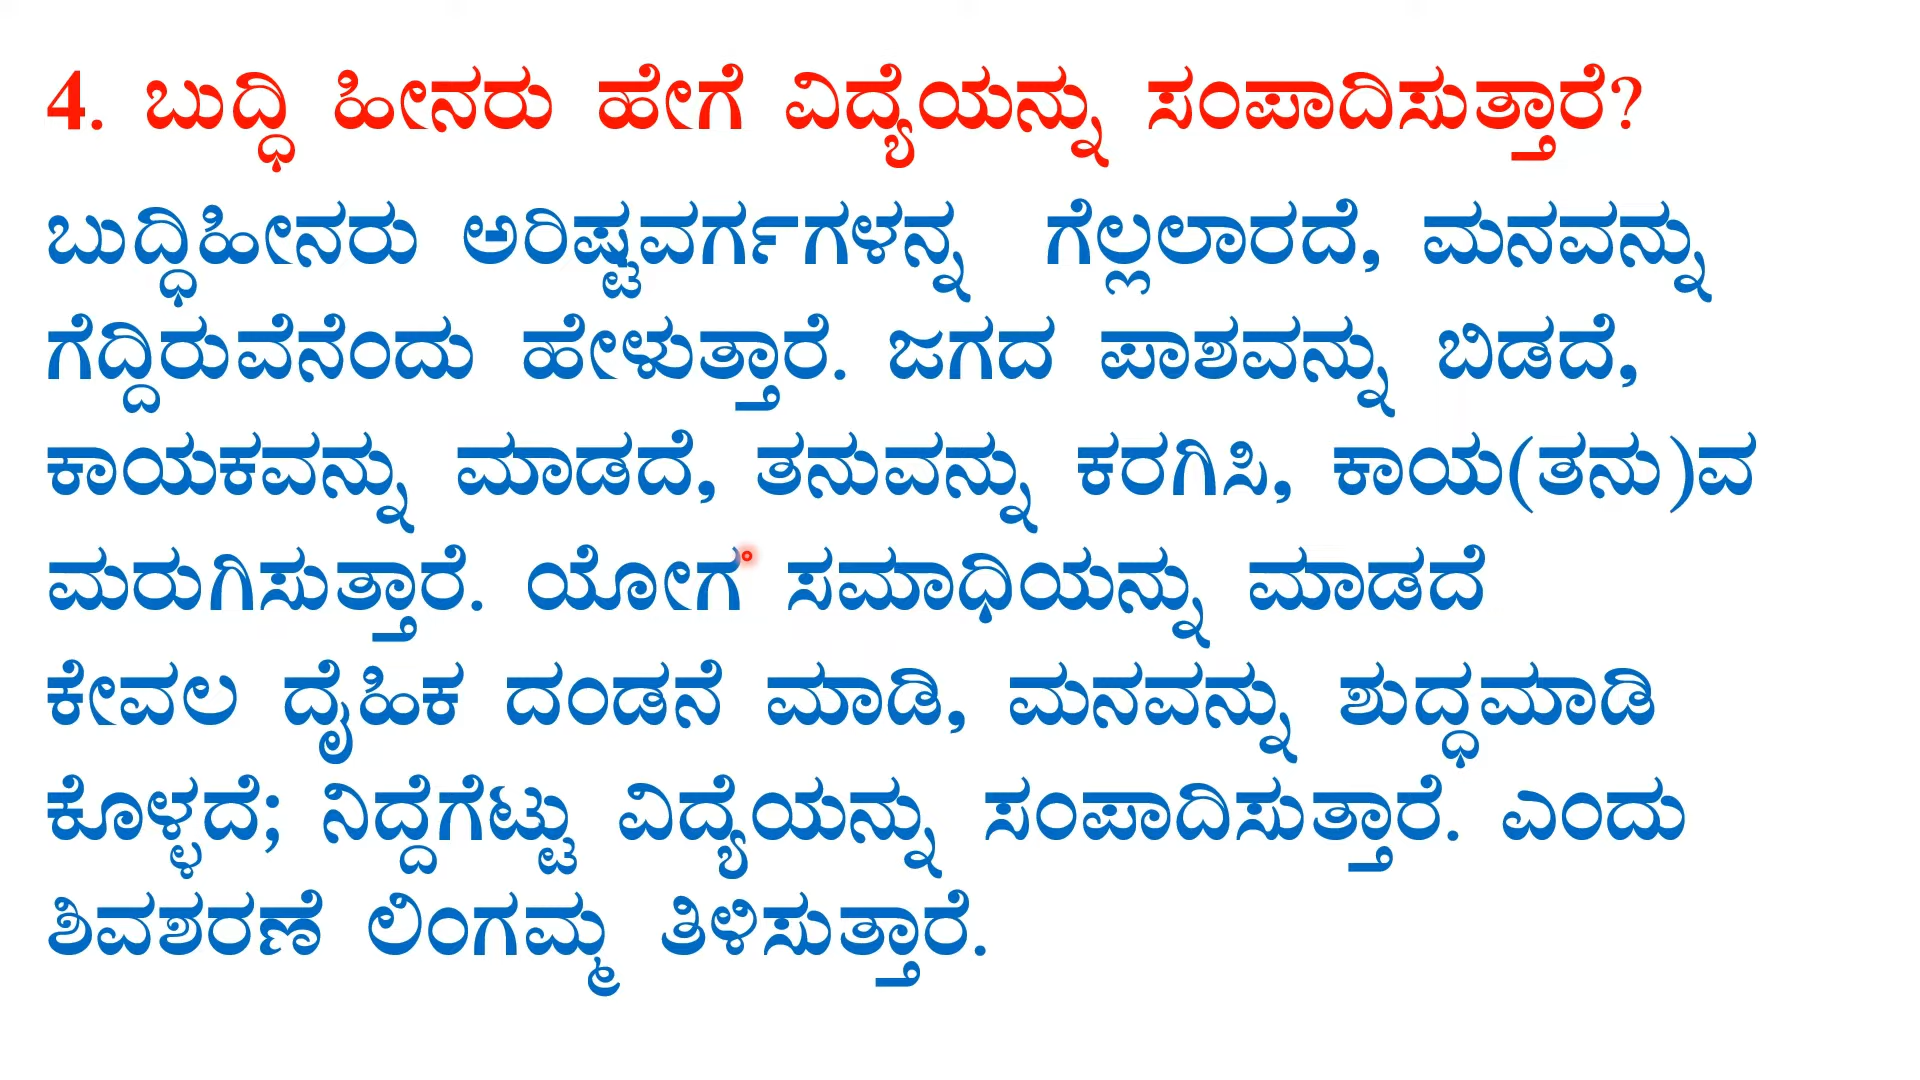 4. ಬುದ್ಧಿ ಹೀನರು ಹೇಗೆ ವಿದ್ಯೆಯನ್ನು ಸಂಪಾದಿಸುತ್ತಾರೆ?
ಬುದ್ಧಿಹೀನರು ಅರಿಷ್ಟವರ್ಗಗಳನ್ನ ಗೆಲ್ಲಲಾರದೆ, ಮನವನ್ನು
ಗೆದ್ದಿರುವೆನೆಂದು ಹೇಳುತ್ತಾರೆ. ಜಗದ ಪಾಶವನ್ನು ಬಿಡದೆ,
ಕಾಯಕವನ್ನು ಮಾಡದೆ, ತನುವನ್ನು ಕರಗಿಸಿ, ಕಾಯ(ತನು)ವ
ಮರುಗಿಸುತ್ತಾರೆ. ಯೋಗ ಸಮಾಧಿಯನ್ನು ಮಾಡದೆ
ಕೇವಲ ದೈಹಿಕ ದಂಡನೆ ಮಾಡಿ, ಮನವನ್ನು ಶುದ್ಧಮಾಡಿ
ಕೊಳ್ಳದೆ; ನಿದ್ದೆಗೆಟ್ಟು ವಿದ್ಯೆಯನ್ನು ಸಂಪಾದಿಸುತ್ತಾರೆ. ಎಂದು
ಶಿವಶರಣೆ ಲಿಂಗಮ್ಮ ತಿಳಿಸುತ್ತಾರೆ.